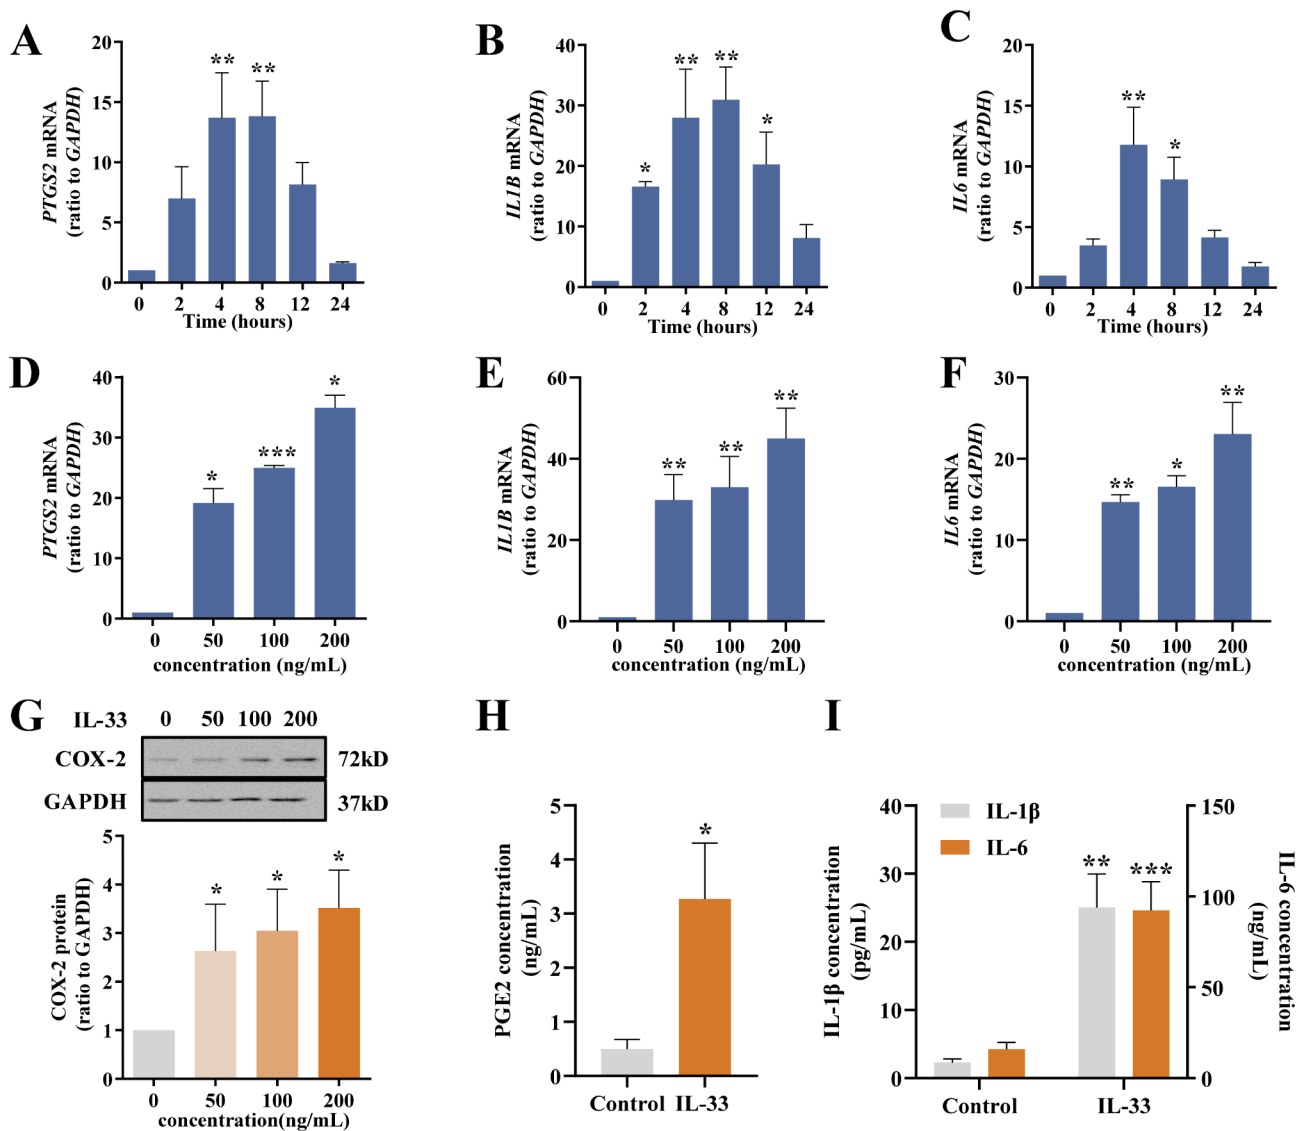 A
PTGS2 mRNA
(ratio to GAPDH)
20
15
10
5
0
** **
0 2 4 8 12 24
Time (hours)
B
IL1B mRNA
(ratio to GAPDH)
40
30
20
10
0
* ** ** *
0 2 4 8 12 24
Time (hours)
C
IL6 mRNA
(ratio to GAPDH)
20
15
10
5
0
** *
0 2 4 8 12 24
Time (hours)
D
PTGS2 mRNA
(ratio to GAPDH)
40
30
20
10
0
* *** *
0 50 100 200
concentration (ng/mL)
E
IL1B mRNA
(ratio to GAPDH)
60
40
20
0
** ** **
0 50 100 200
concentration (ng/mL)
F
IL6 mRNA
(ratio to GAPDH)
30
20
10
0
** * **
0 50 100 200
concentration (ng/mL)
G
IL-33 0 50 100 200
COX-2 72kD
GAPDH 37kD
COX-2 protein
(ratio to GAPDH)
5
4
3
2
1
0
* * *
0 50 100 200
concentration(ng/mL)
H
PGE2 concentration
(ng/mL)
5
4
3
2
1
0
*
Control IL-33
I
IL-1β concentration
(pg/mL)
40
30
20
10
0
IL-1β
IL-6
** ***
Control IL-33
150
100
50
0
IL-6 concentration
(ng/mL)